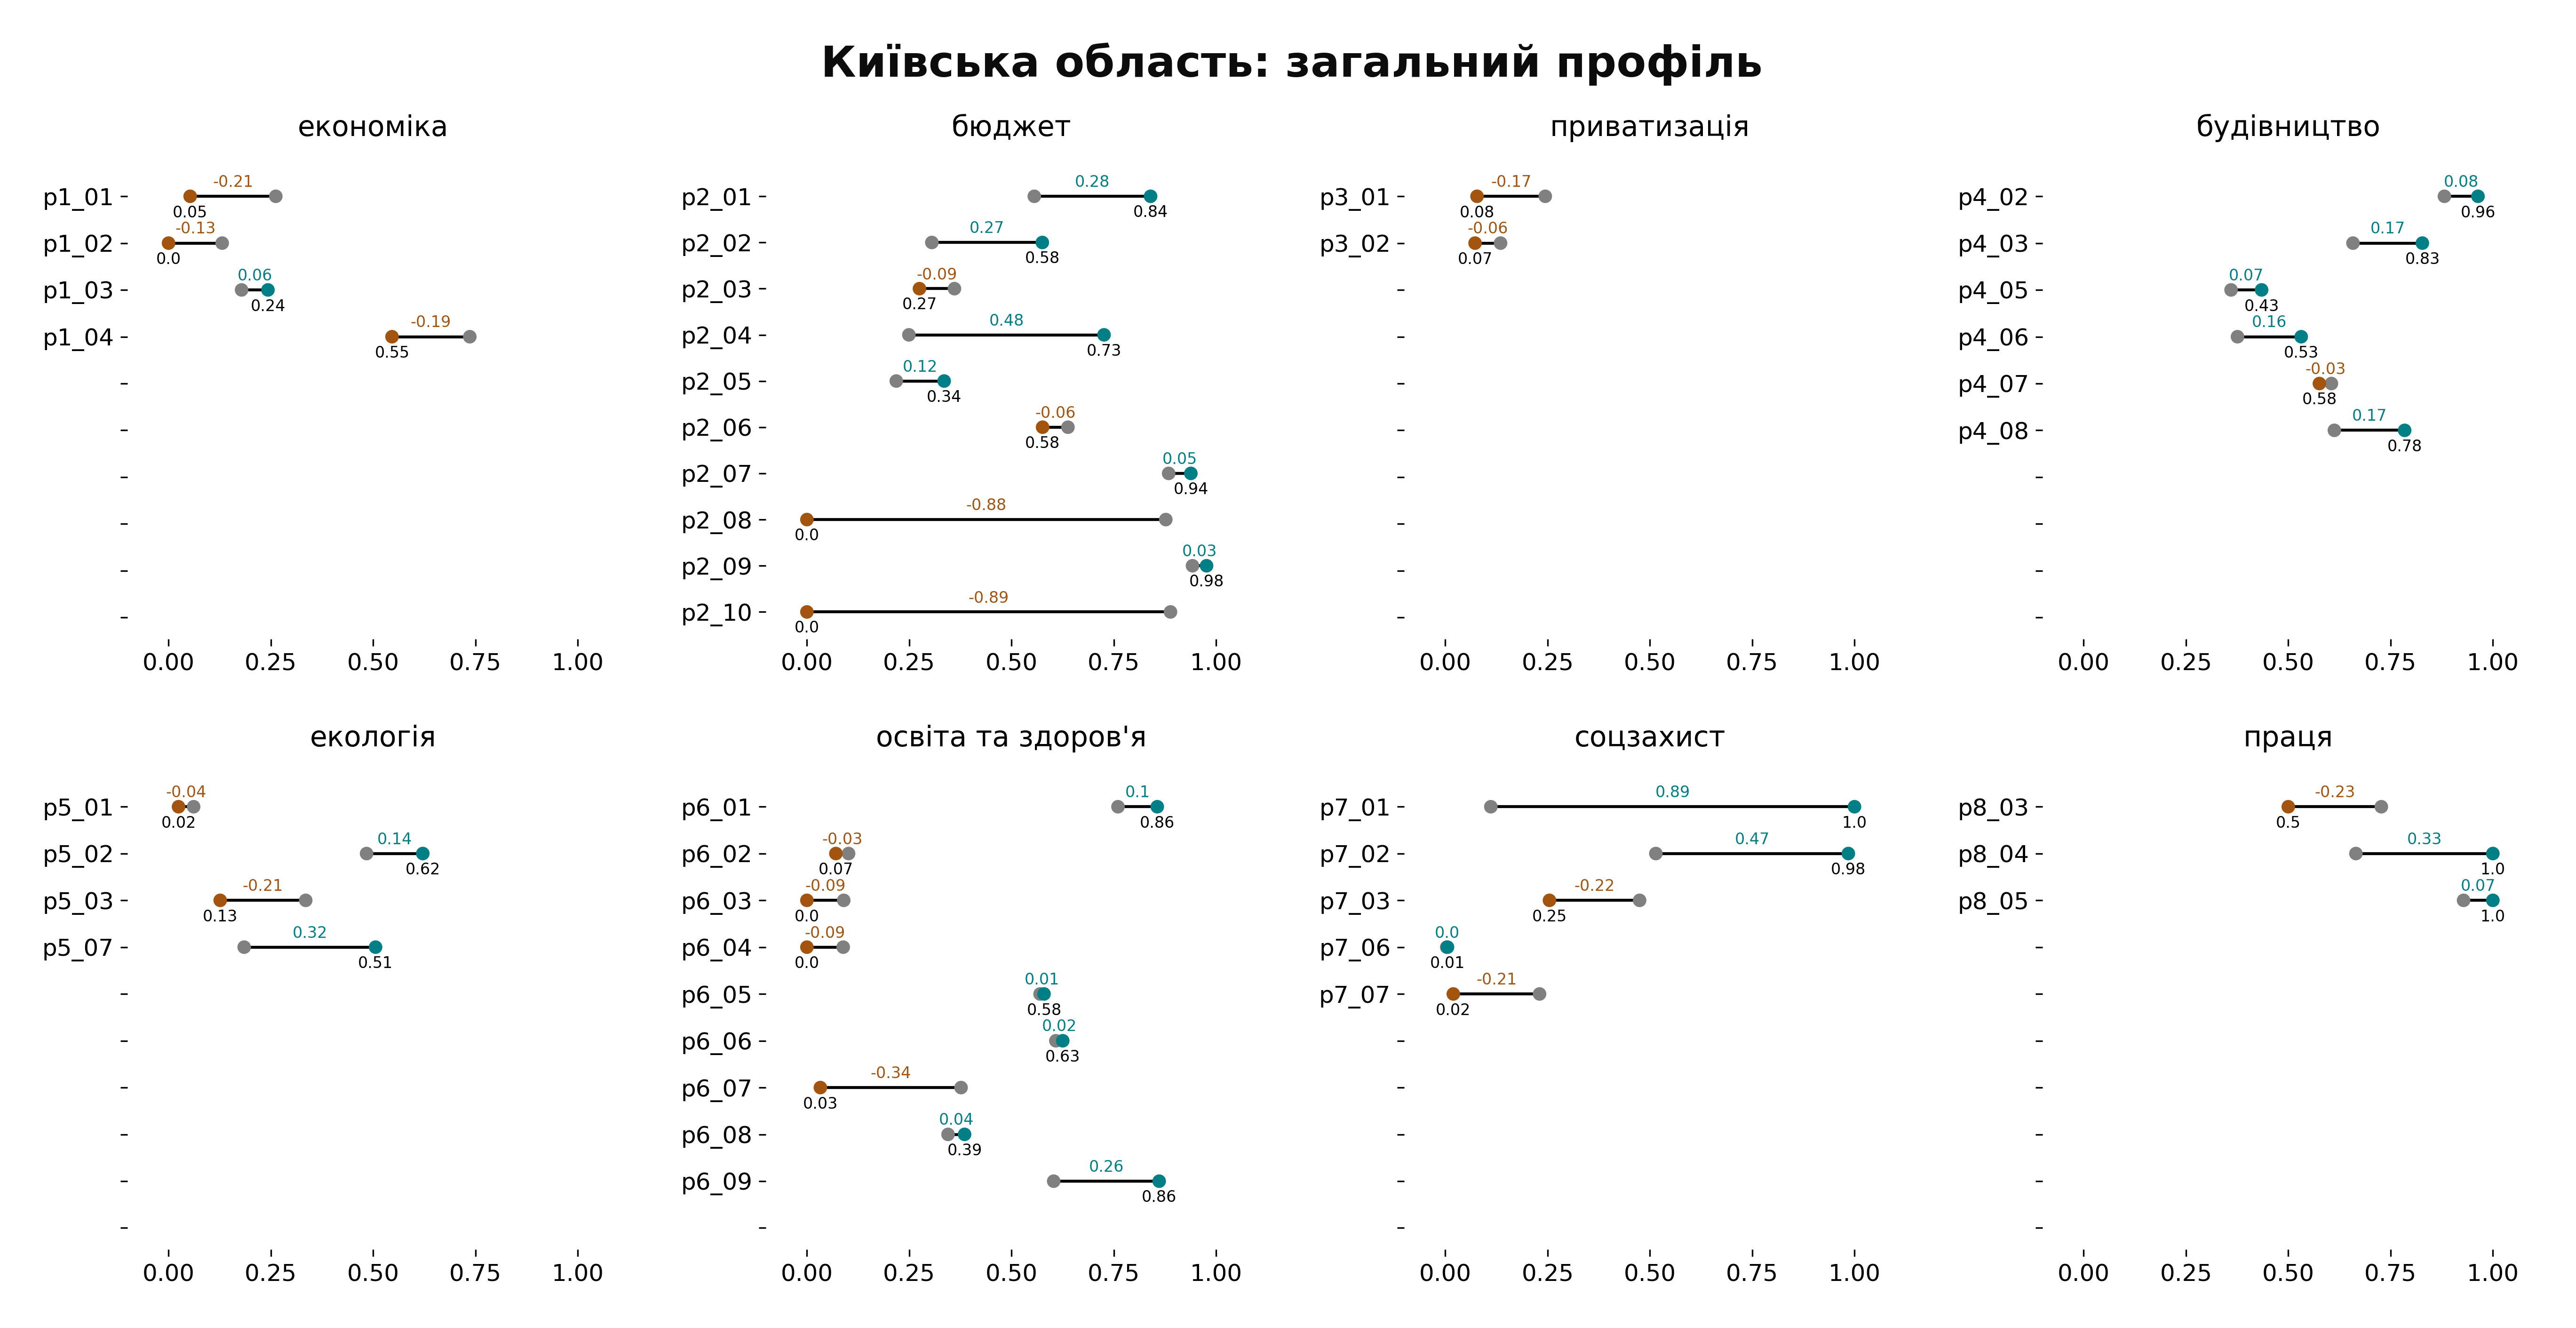 Київська область: загальний профіль
економіка
p1_01
-0.21
0.05
p1_02
-0.13
0.0
p1_03
0.06
0.24
p1_04
-0.19
0.55
0.00 0.25 0.50 0.75 1.00
бюджет
p2_01
0.28
0.84
p2_02
0.27
0.58
p2_03
-0.09
0.27
p2_04
0.48
0.73
p2_05
0.12
0.34
p2_06
-0.06
0.58
p2_07
0.05
0.94
p2_08
-0.88
0.0
p2_09
0.03
0.98
p2_10
-0.89
0.0
0.00 0.25 0.50 0.75 1.00
приватизація
p3_01
-0.17
0.08
p3_02
-0.06
0.07
0.00 0.25 0.50 0.75 1.00
будівництво
p4_02
0.08
0.96
p4_03
0.17
0.83
p4_05
0.07
0.43
p4_06
0.16
0.53
p4_07
-0.03
0.58
p4_08
0.17
0.78
0.00 0.25 0.50 0.75 1.00
екологія
p5_01
-0.04
0.02
p5_02
0.14
0.62
p5_03
-0.21
0.13
p5_07
0.32
0.51
0.00 0.25 0.50 0.75 1.00
освіта та здоров'я
p6_01
0.1
0.86
p6_02
-0.03
0.07
p6_03
-0.09
0.0
p6_04
-0.09
0.0
p6_05
0.01
0.58
p6_06
0.02
0.63
p6_07
-0.34
0.03
p6_08
0.04
0.39
p6_09
0.26
0.86
0.00 0.25 0.50 0.75 1.00
соцзахист
p7_01
0.89
1.0
p7_02
0.47
0.98
p7_03
-0.22
0.25
p7_06
0.0
0.01
p7_07
-0.21
0.02
0.00 0.25 0.50 0.75 1.00
праця
p8_03
-0.23
0.5
p8_04
0.33
1.0
p8_05
0.07
1.0
0.00 0.25 0.50 0.75 1.00